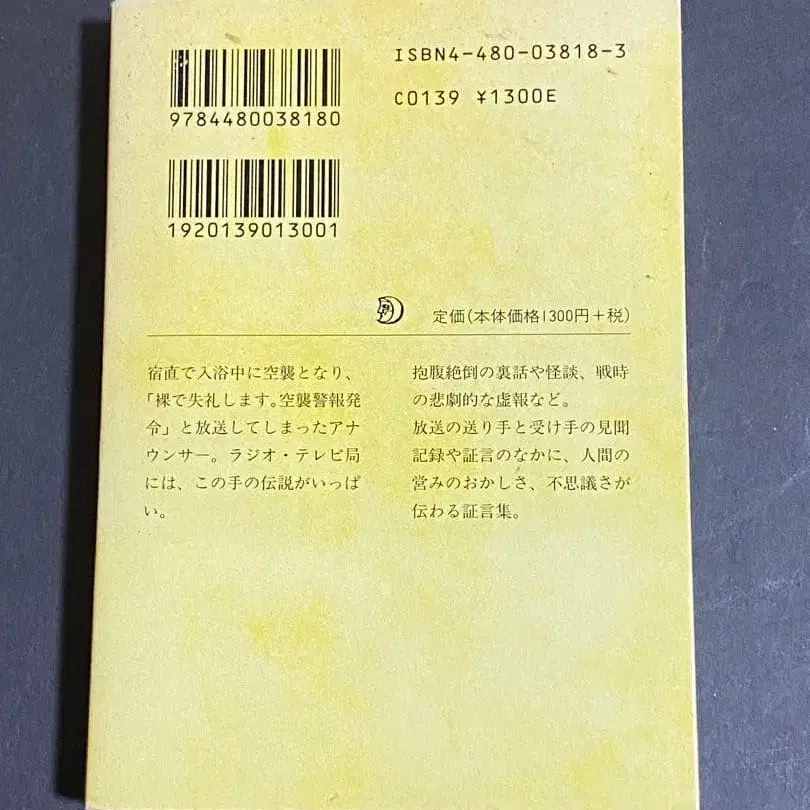 ISBN4-480-03818-3
C0139 ¥1300E
9784480038180
1920139013001
定価(本体価格1300円+税)
宿直で入浴中に空襲となり、
「裸で失礼します。空襲警報発
令」と放送してしまったアナ
ウンサー。ラジオ・テレビ局
には、この手の伝説がいっぱ
い。
抱腹絶倒の裏話や怪談、戦時
の悲劇的な虚報など。
放送の送り手と受け手の見聞
記録や証言のなかに、人間の
営みのおかしさ、不思議さが
伝わる証言集。